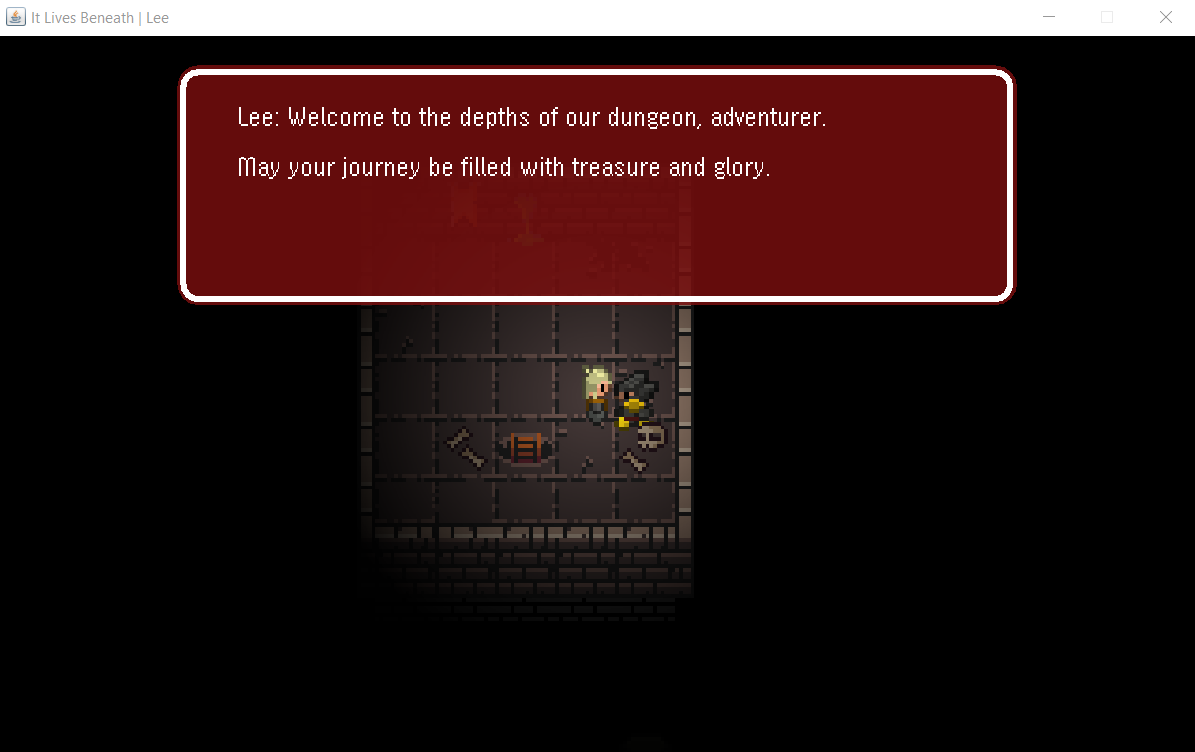 It Lives Beneath | Lee
Lee: Welcome to the depths of our dungeon, adventurer.
May your journey be filled with treasure and glory.